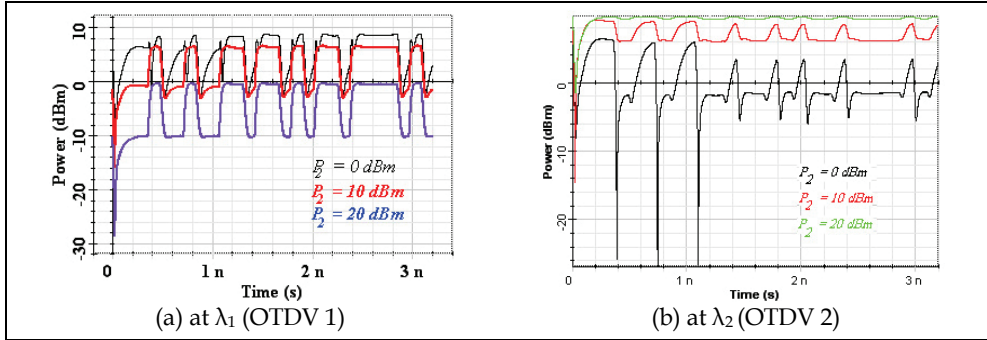 10
0
-10
-20
-30
Power (dBm)
P2 = 0 dBm
P2 = 10 dBm
P2 = 20 dBm
0 1 n 2 n 3 n
Time (s)
(a) at λ1 (OTDV 1)
10
0
-10
-20
Power (dBm)
P2 = 0 dBm
P2 = 10 dBm
P2 = 20 dBm
0 1 n 2 n 3 n
Time (s)
(b) at λ2 (OTDV 2)